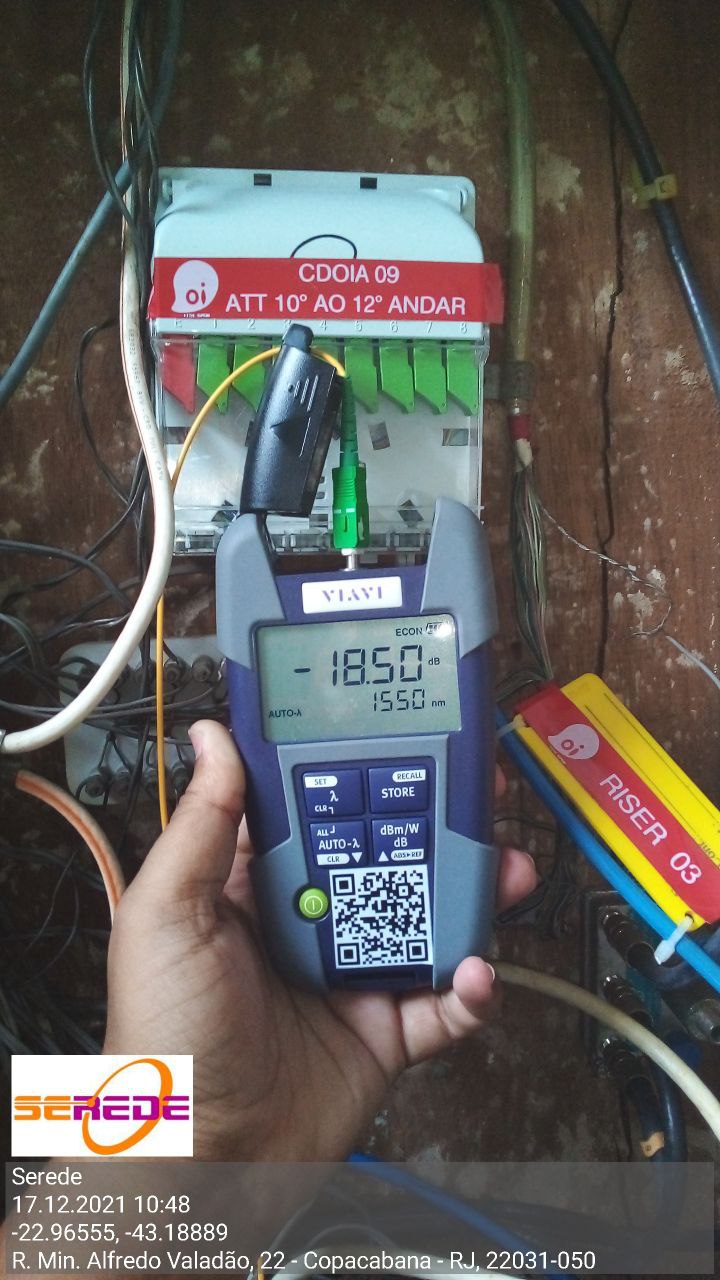 CDOIA 09
oi
ATT 10° AO 12° ANDAR
E 1 2 3 4 5 6 7 8
VIAVI
ECON
-18.50 dB
1550 nm
AUTO-λ
SET
λ
CLR
RECALL
STORE
ALL
AUTO-λ
CLR
dBm/W
dB
ABS►REF
oi
RISER 03
SEREDE
Serede
17.12.2021 10:48
-22.96555, -43.18889
R. Min. Alfredo Valadão, 22 - Copacabana - RJ, 22031-050